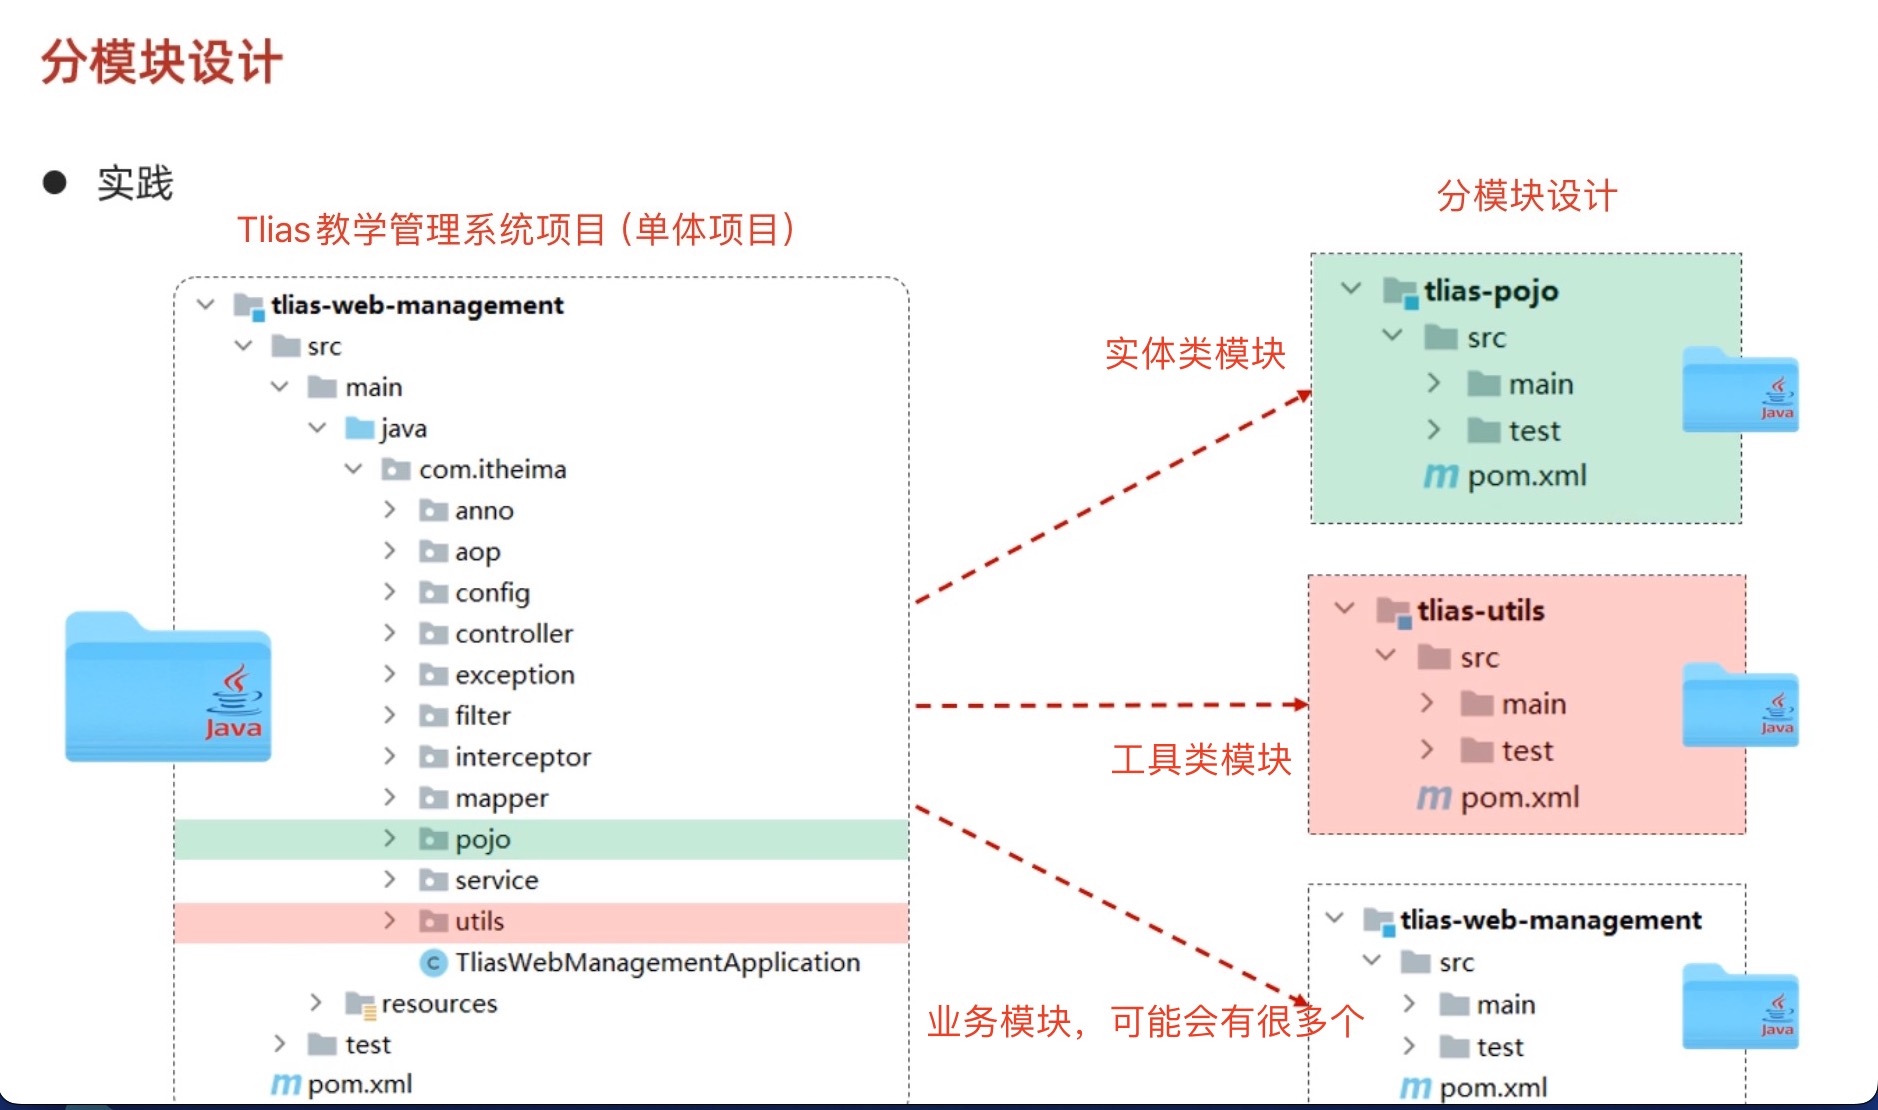 分模块设计
实践
Tlias教学管理系统项目（单体项目）
tlias-web-management
src
main
java
com.itheima
anno
aop
config
controller
exception
filter
interceptor
mapper
pojo
service
utils
TliasWebManagementApplication
resources
test
pom.xml
Java
实体类模块
工具类模块
业务模块，可能会有很多个
分模块设计
tlias-pojo
src
main
test
pom.xml
Java
tlias-utils
src
main
test
pom.xml
Java
tlias-web-management
src
main
test
pom.xml
Java